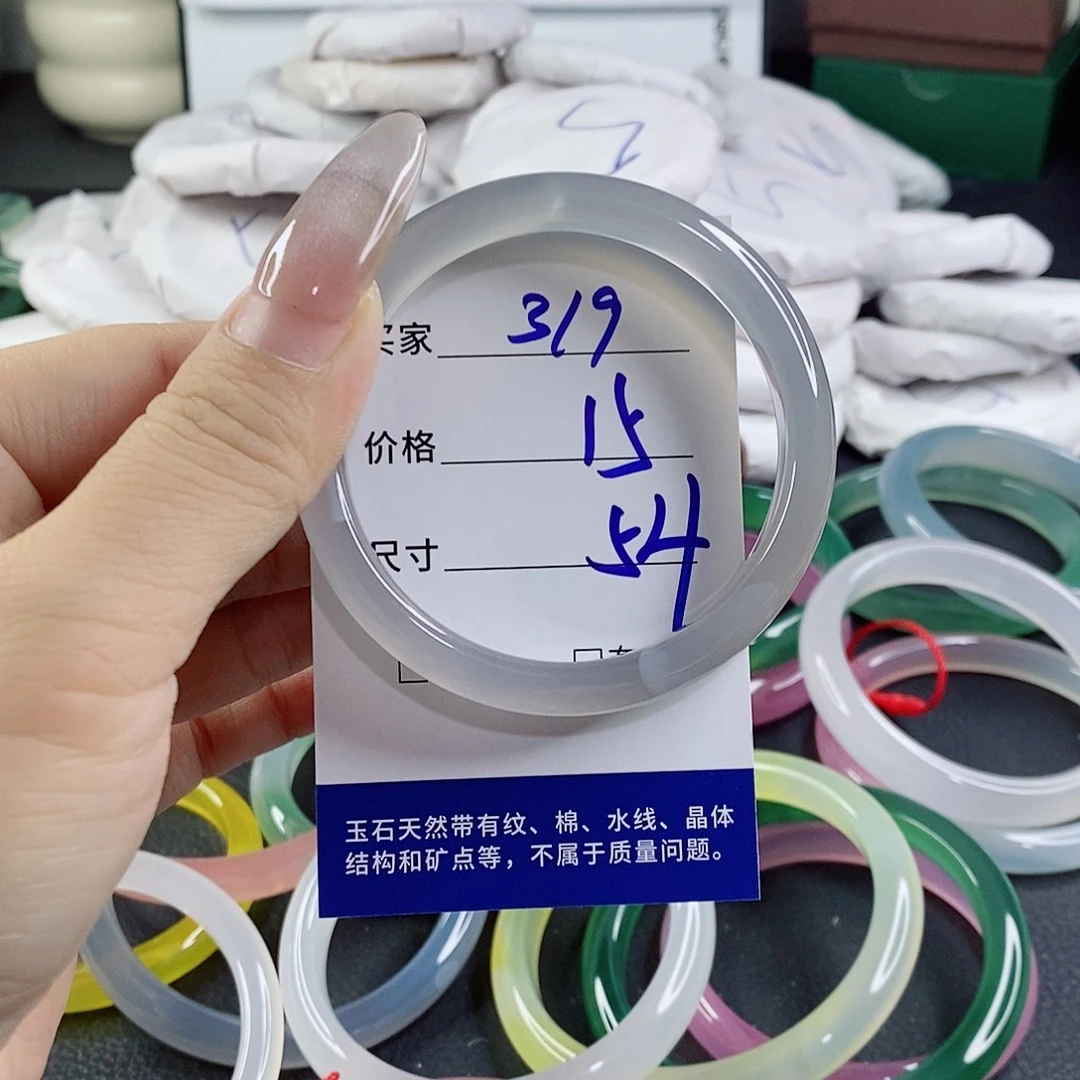 买家 319
价格 15
尺寸 54
玉石天然带有纹、棉、水线、晶体
结构和矿点等，不属于质量问题。